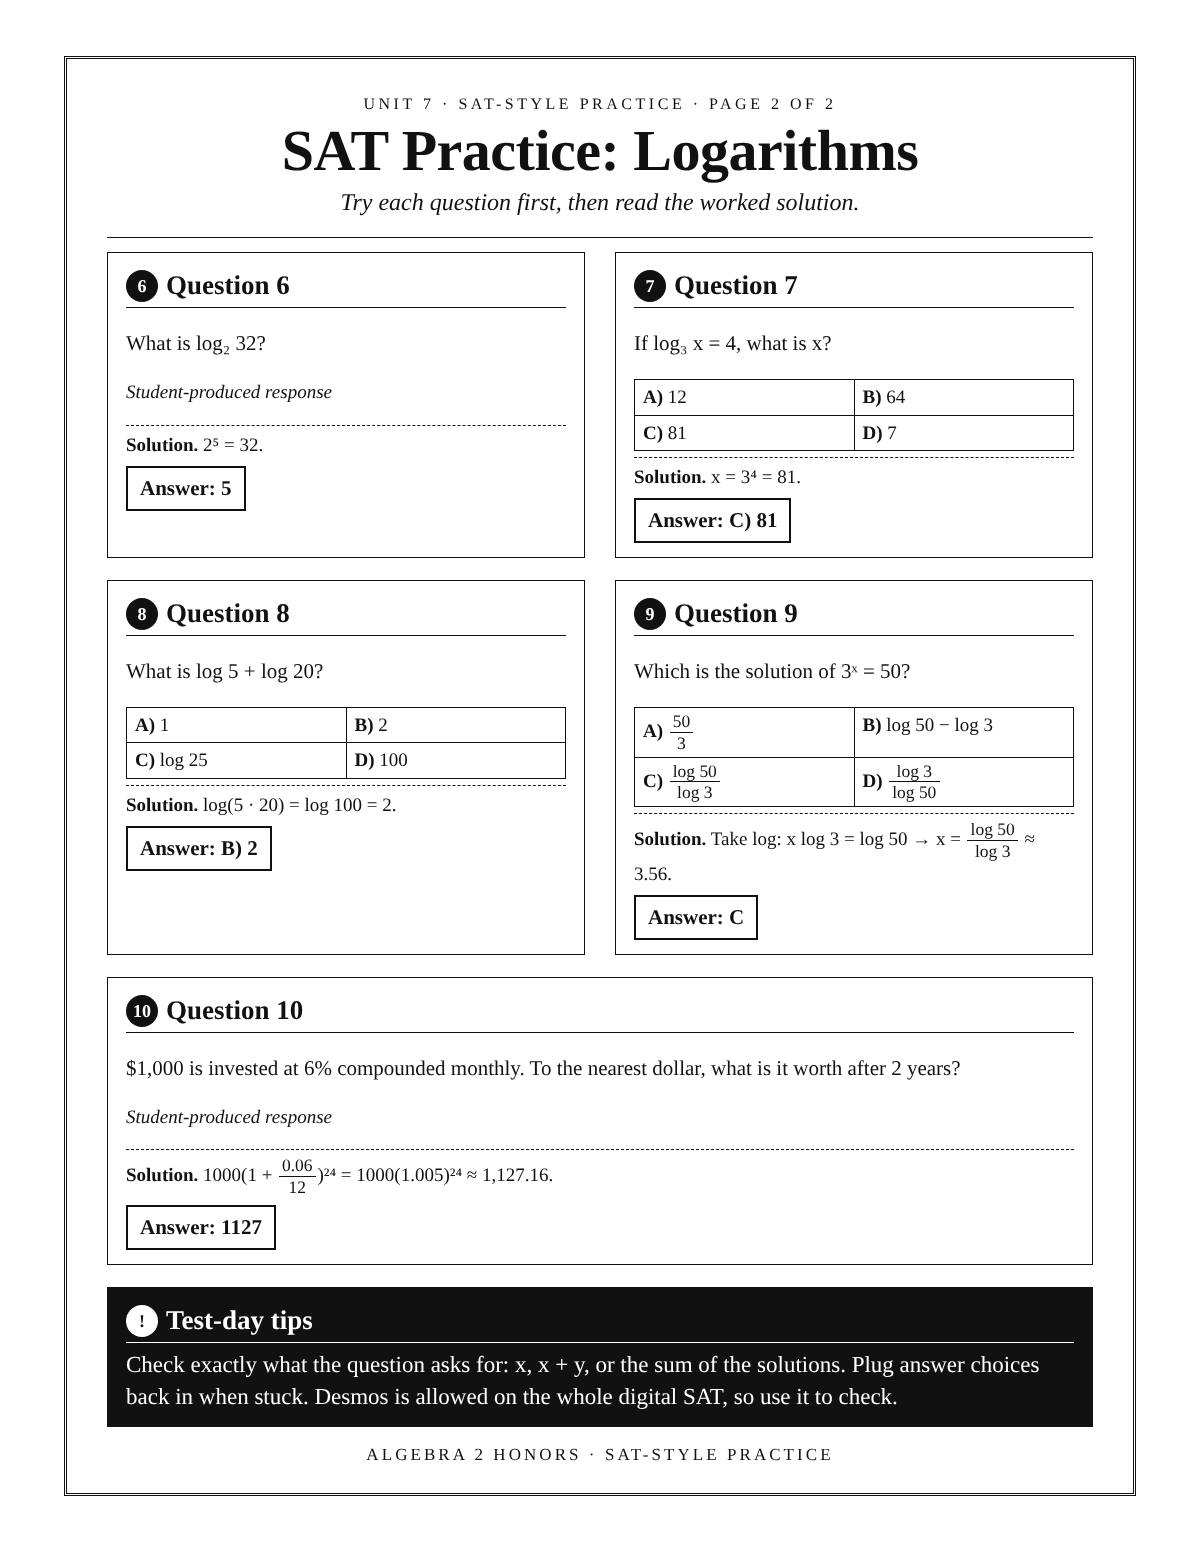 UNIT 7 · SAT-STYLE PRACTICE · PAGE 2 OF 2
SAT Practice: Logarithms
Try each question first, then read the worked solution.
6 Question 6
What is log₂ 32?
Student-produced response
Solution. 2⁵ = 32.
Answer: 5
7 Question 7
If log₃ x = 4, what is x?
A) 12
B) 64
C) 81
D) 7
Solution. x = 3⁴ = 81.
Answer: C) 81
8 Question 8
What is log 5 + log 20?
A) 1
B) 2
C) log 25
D) 100
Solution. log(5 · 20) = log 100 = 2.
Answer: B) 2
9 Question 9
Which is the solution of 3ˣ = 50?
A) 50/3
B) log 50 − log 3
C) log 50/log 3
D) log 3/log 50
Solution. Take log: x log 3 = log 50 → x = log 50/log 3 ≈
3.56.
Answer: C
10 Question 10
$1,000 is invested at 6% compounded monthly. To the nearest dollar, what is it worth after 2 years?
Student-produced response
Solution. 1000(1 + 0.06/12)²⁴ = 1000(1.005)²⁴ ≈ 1,127.16.
Answer: 1127
! Test-day tips
Check exactly what the question asks for: x, x + y, or the sum of the solutions. Plug answer choices
back in when stuck. Desmos is allowed on the whole digital SAT, so use it to check.
ALGEBRA 2 HONORS · SAT-STYLE PRACTICE